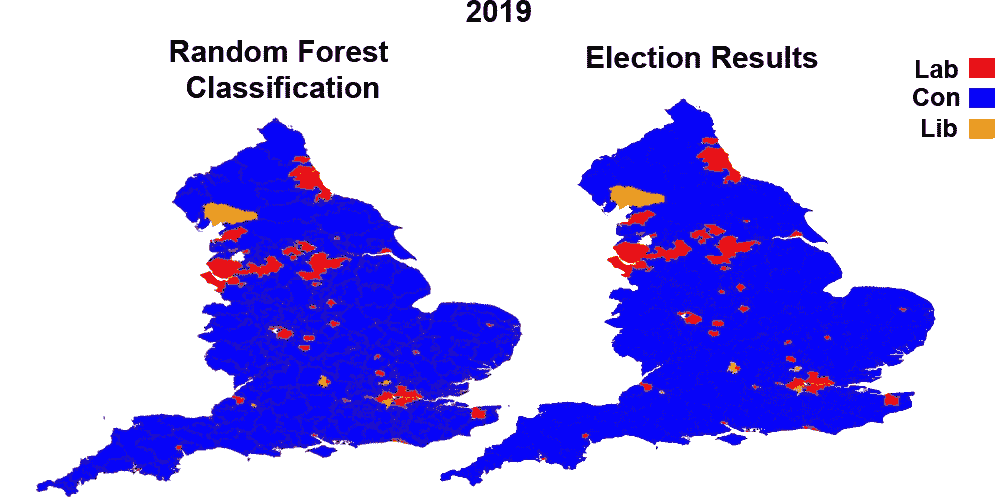 2019
Random Forest
Classification
Election Results
Lab
Con
Lib